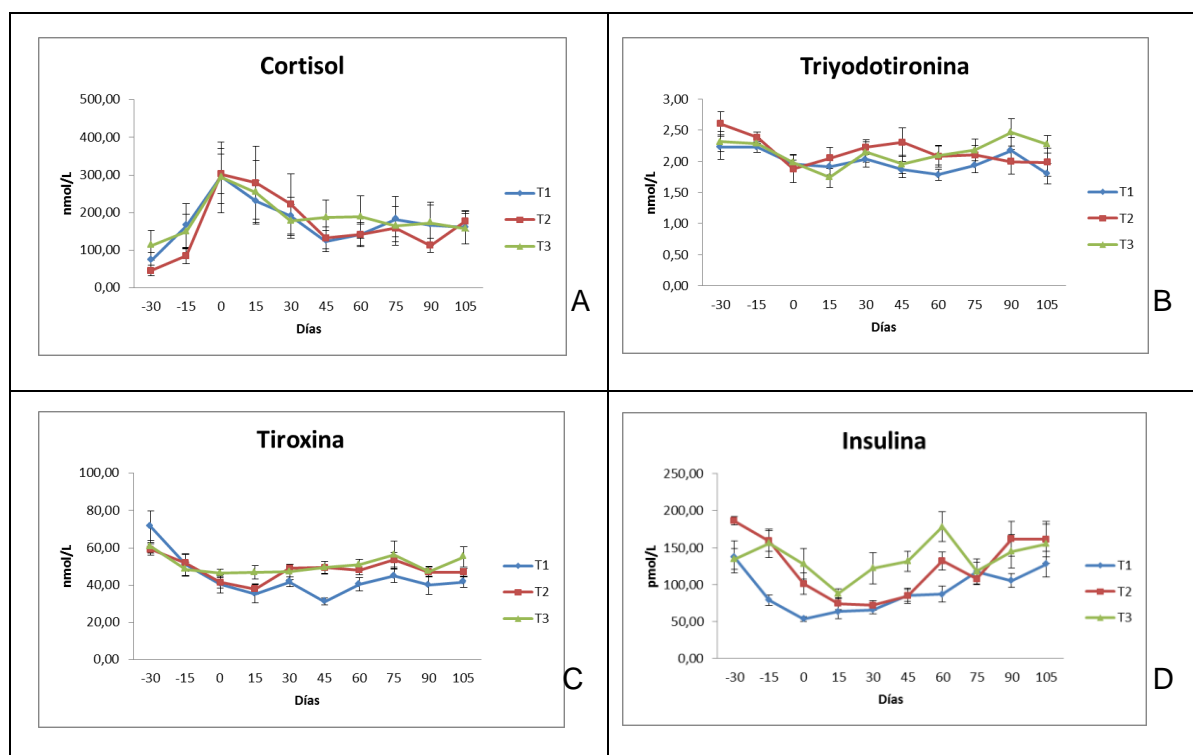 Cortisol
500,00
400,00
300,00
200,00
100,00
0,00
nmol/L
-30 -15 0 15 30 45 60 75 90 105
Días
T1
T2
T3
A
Triyodotironina
3,00
2,50
2,00
1,50
1,00
0,50
0,00
nmol/L
-30 -15 0 15 30 45 60 75 90 105
Días
T1
T2
T3
B
Tiroxina
100,00
80,00
60,00
40,00
20,00
0,00
nmol/L
-30 -15 0 15 30 45 60 75 90 105
Días
T1
T2
T3
C
Insulina
250,00
200,00
150,00
100,00
50,00
0,00
pmol/L
-30 -15 0 15 30 45 60 75 90 105
Días
T1
T2
T3
D